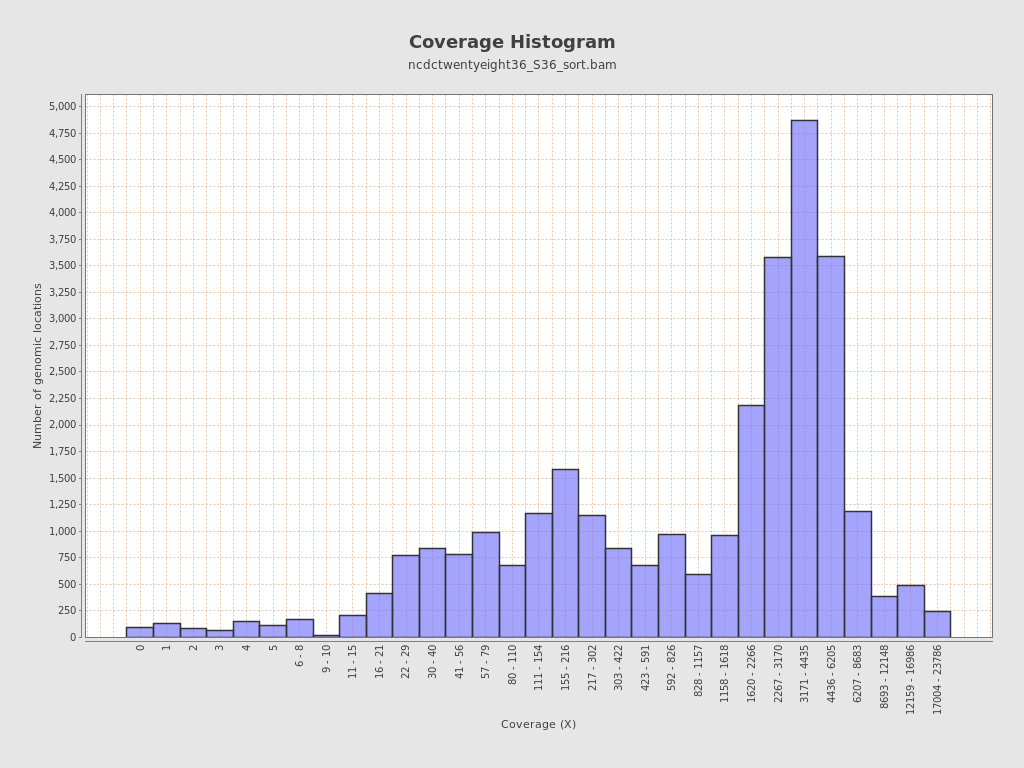 Coverage Histogram
ncdctwentyeight36_S36_sort.bam
Number of genomic locations
5,000
4,750
4,500
4,250
4,000
3,750
3,500
3,250
3,000
2,750
2,500
2,250
2,000
1,750
1,500
1,250
1,000
750
500
250
0
0
1
2
3
4
5
6 - 8
9 - 10
11 - 15
16 - 21
22 - 29
30 - 40
41 - 56
57 - 79
80 - 110
111 - 154
155 - 216
217 - 302
303 - 422
423 - 591
592 - 826
828 - 1157
1158 - 1618
1620 - 2266
2267 - 3170
3171 - 4435
4436 - 6205
6207 - 8683
8693 - 12148
12159 - 16986
17004 - 23786
Coverage (X)